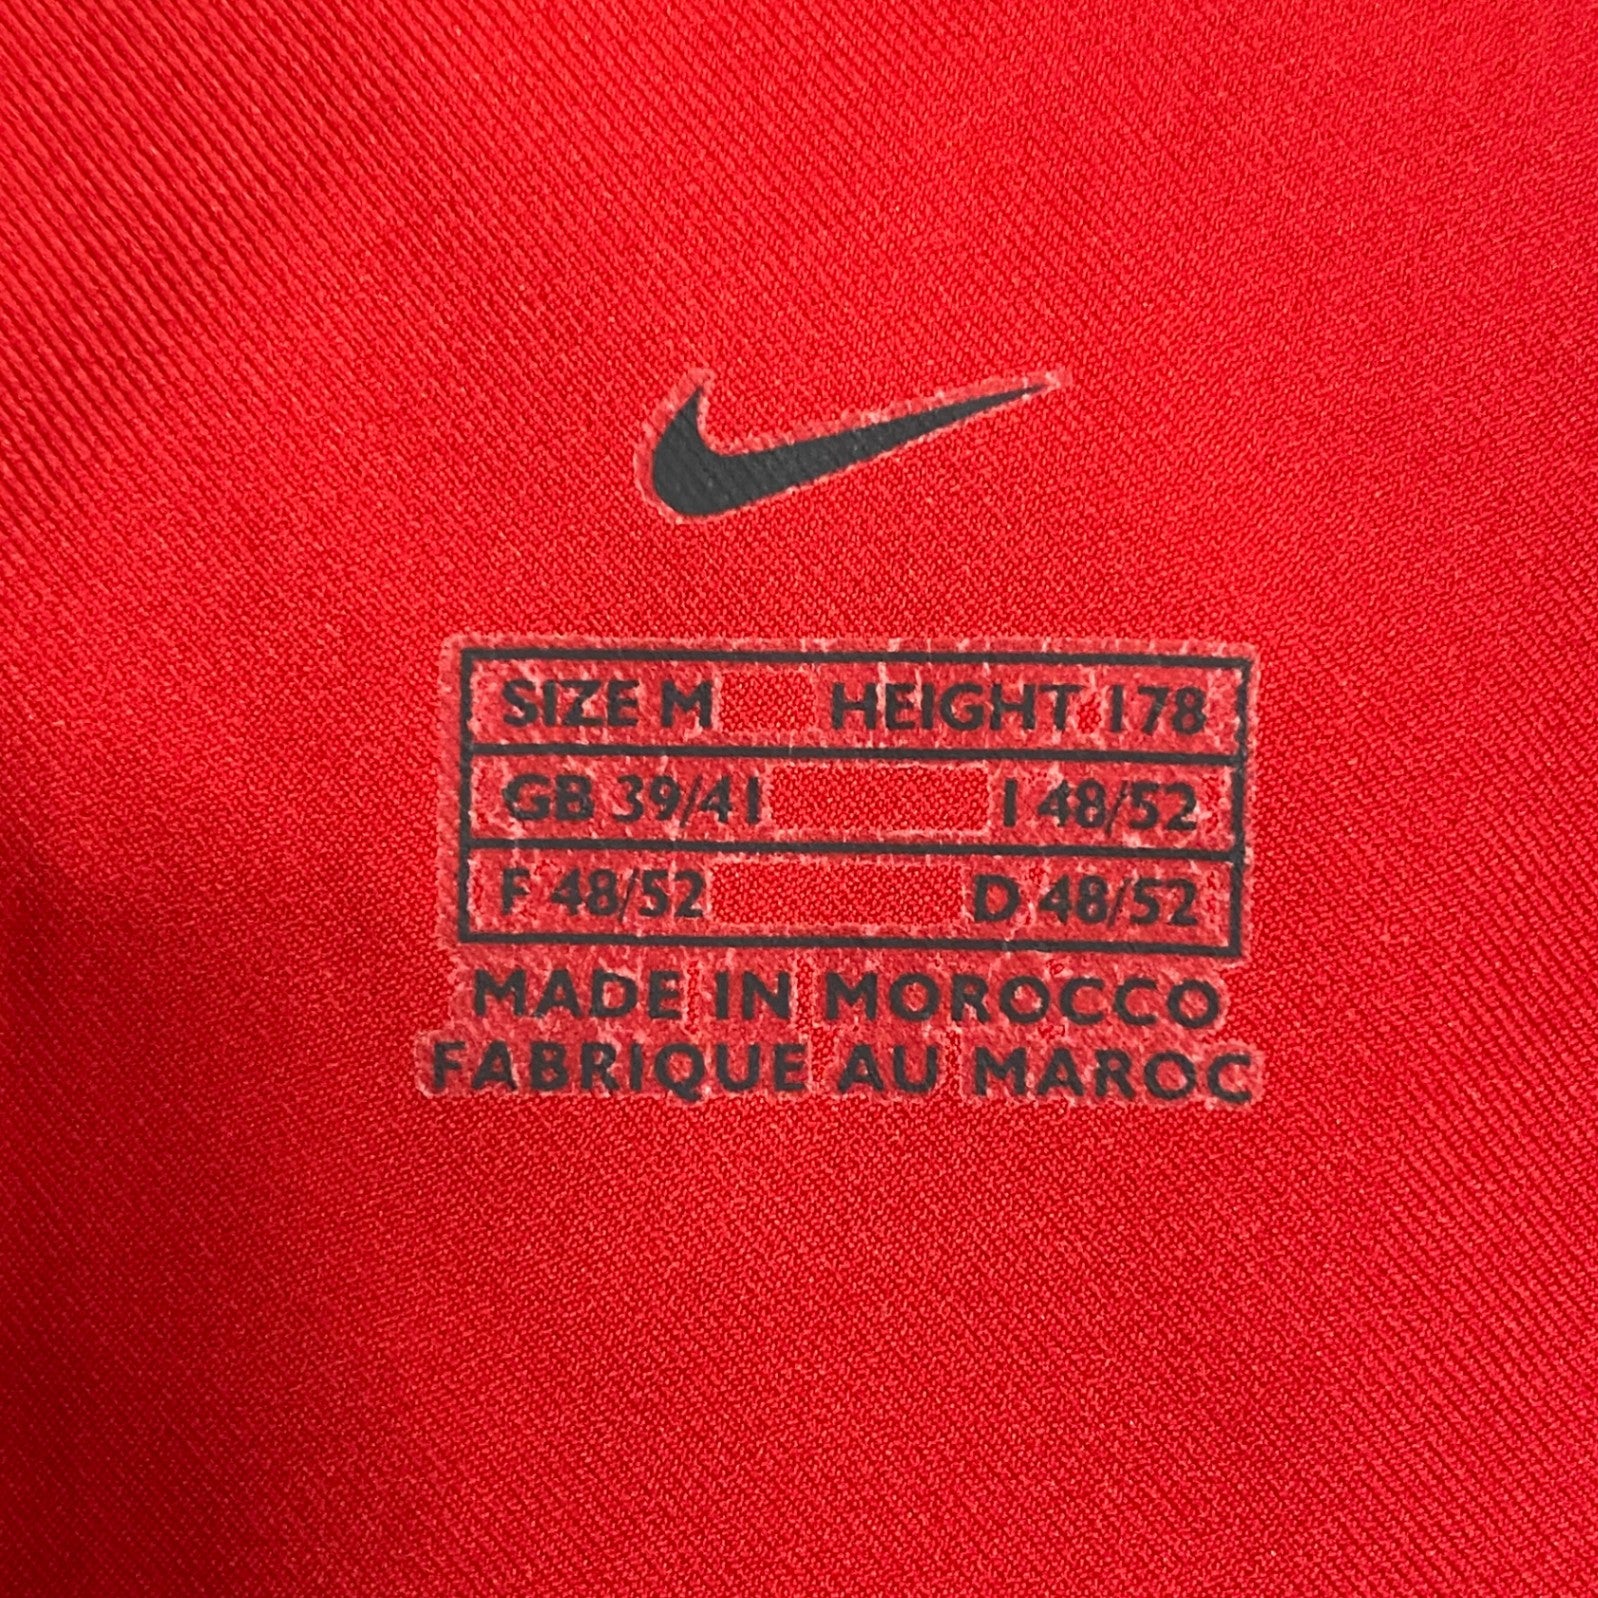 SIZE M HEIGHT 178
GB 39/41 I 48/52
F 48/52 D 48/52
MADE IN MOROCCO
FABRIQUE AU MAROC